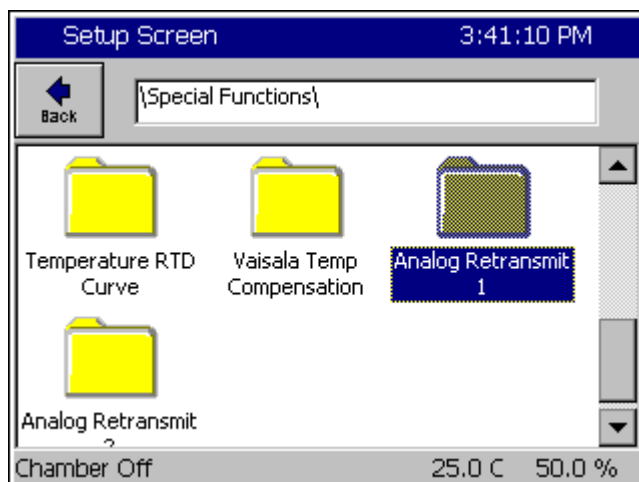 Setup Screen 3:41:10 PM
Back
\Special Functions\
Temperature RTD
Curve
Vaisala Temp
Compensation
Analog Retransmit
1
Analog Retransmit
Chamber Off 25.0 C 50.0 %